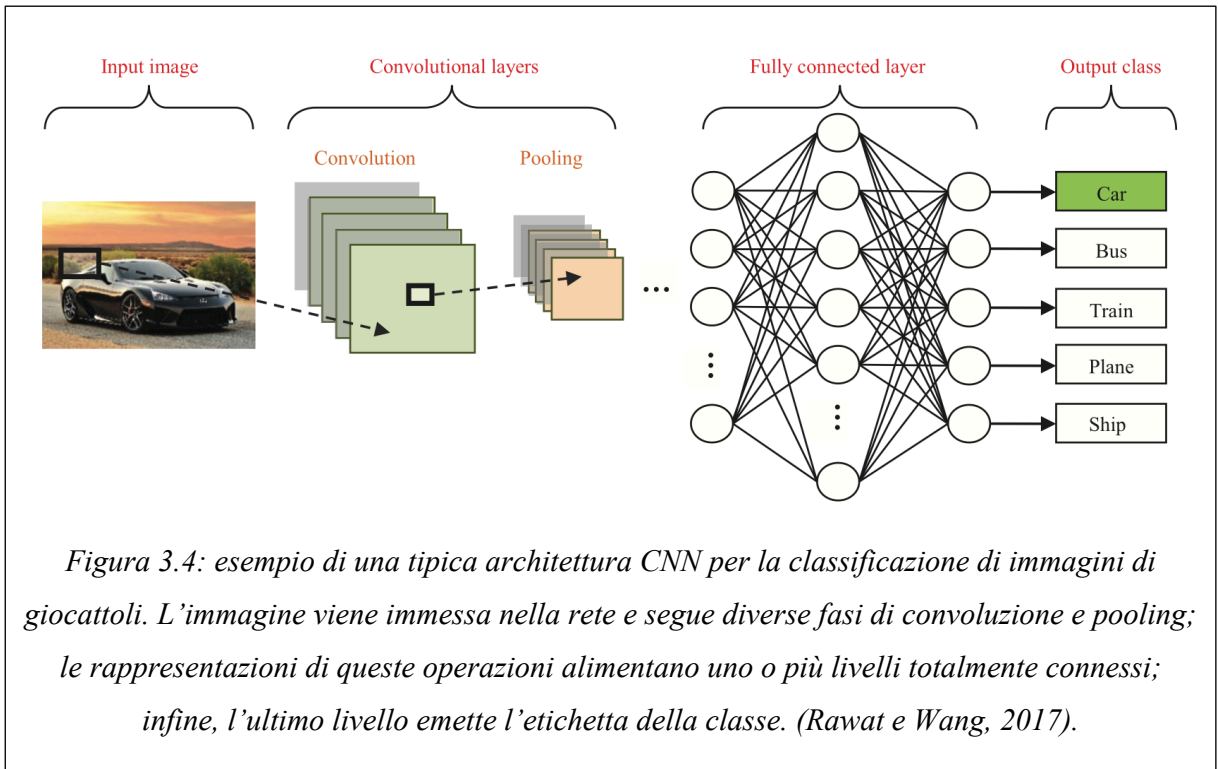 Input image
Convolutional layers
Fully connected layer
Output class
Convolution
Pooling
Car
Bus
Train
Plane
Ship
Figura 3.4: esempio di una tipica architettura CNN per la classificazione di immagini di
giocattoli. L’immagine viene immessa nella rete e segue diverse fasi di convoluzione e pooling;
le rappresentazioni di queste operazioni alimentano uno o più livelli totalmente connessi;
infine, l’ultimo livello emette l’etichetta della classe. (Rawat e Wang, 2017).